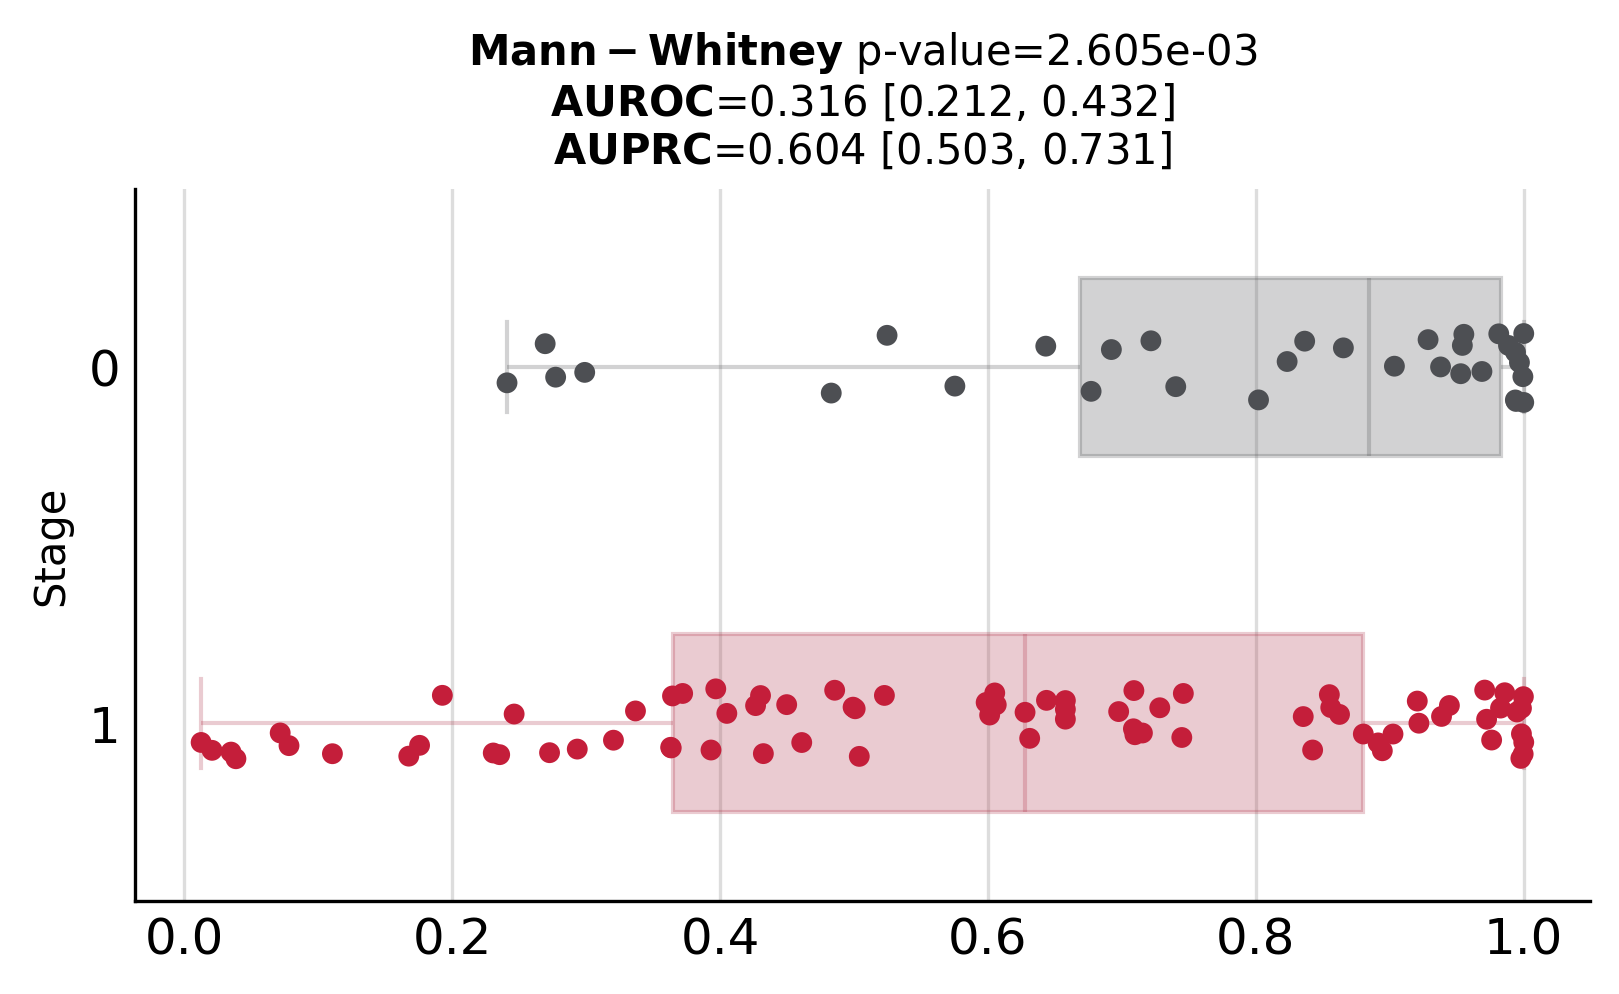 Mann − Whitney p-value=2.605e-03
AUROC=0.316 [0.212, 0.432]
AUPRC=0.604 [0.503, 0.731]
0
Stage
1
0.0 0.2 0.4 0.6 0.8 1.0